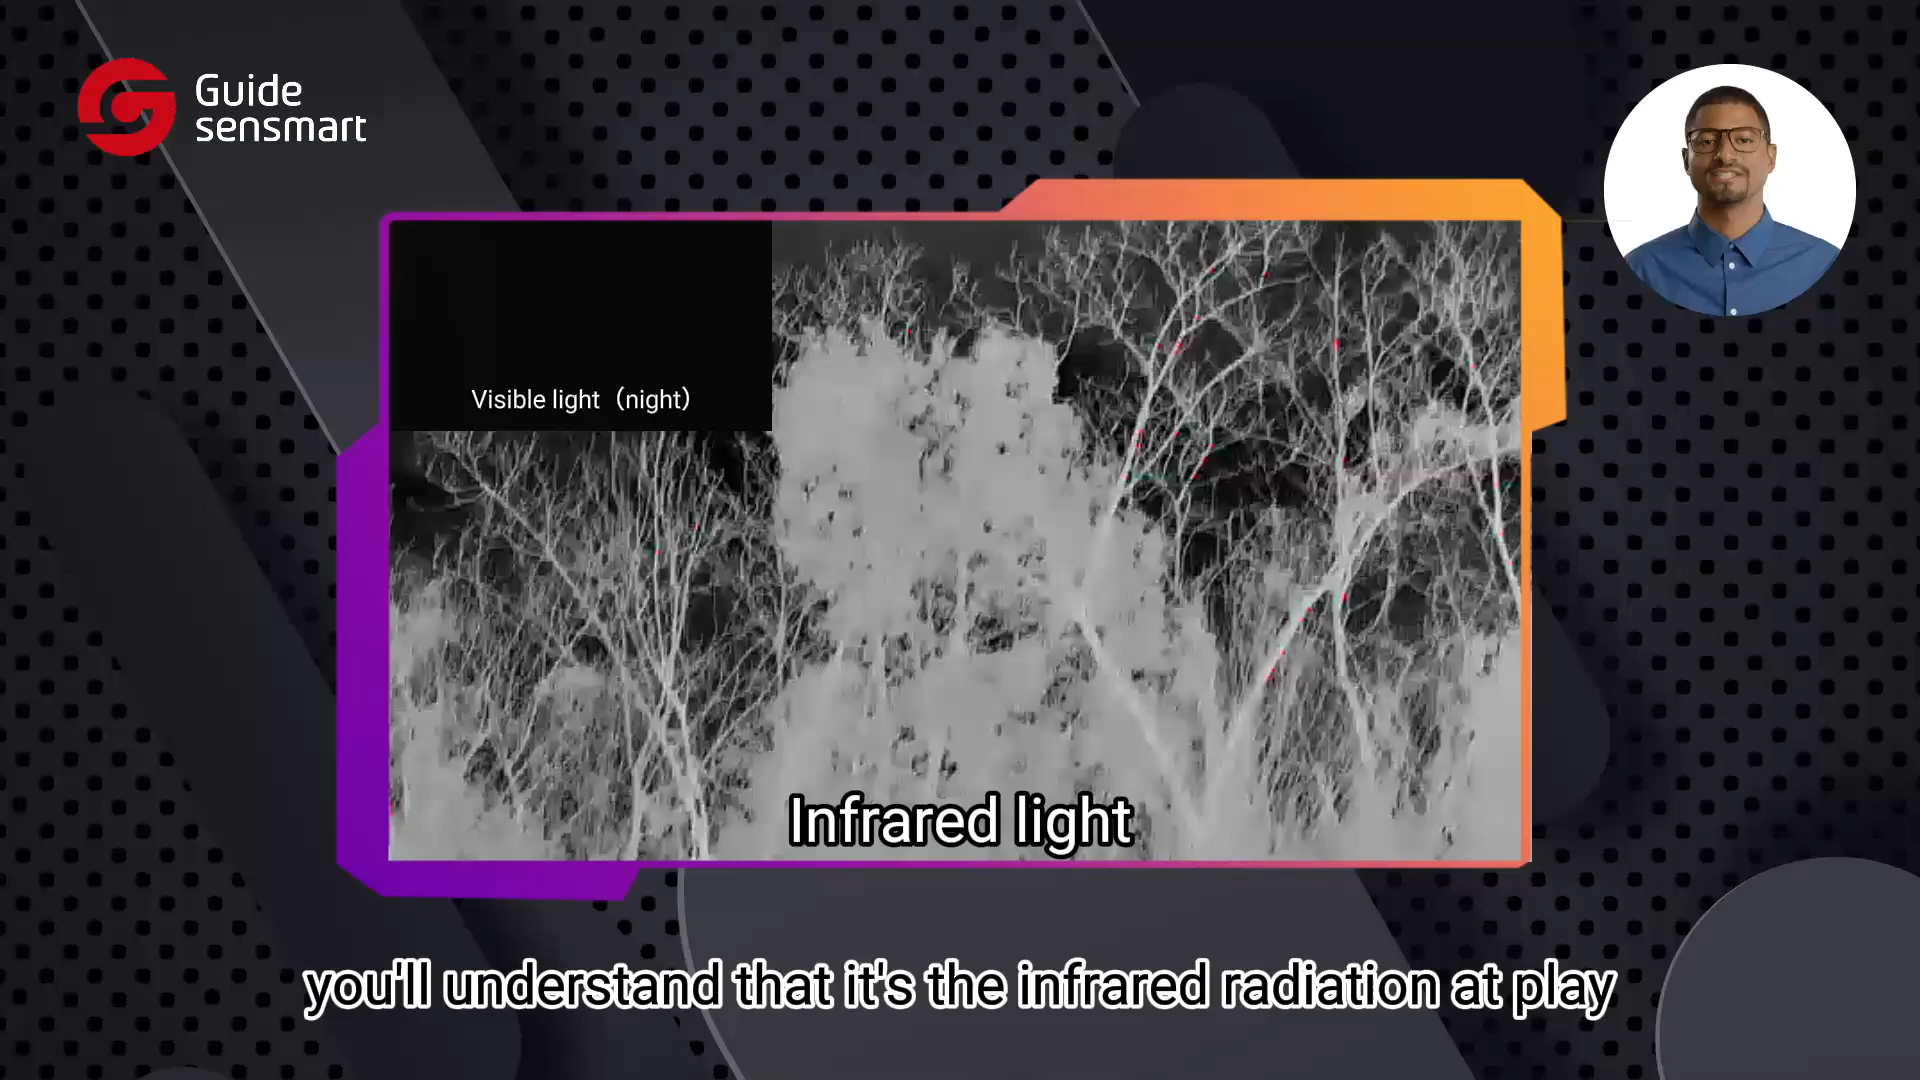 Guide
sensmart
Visible light（night）
Infrared light
you'll understand that it's the infrared radiation at play